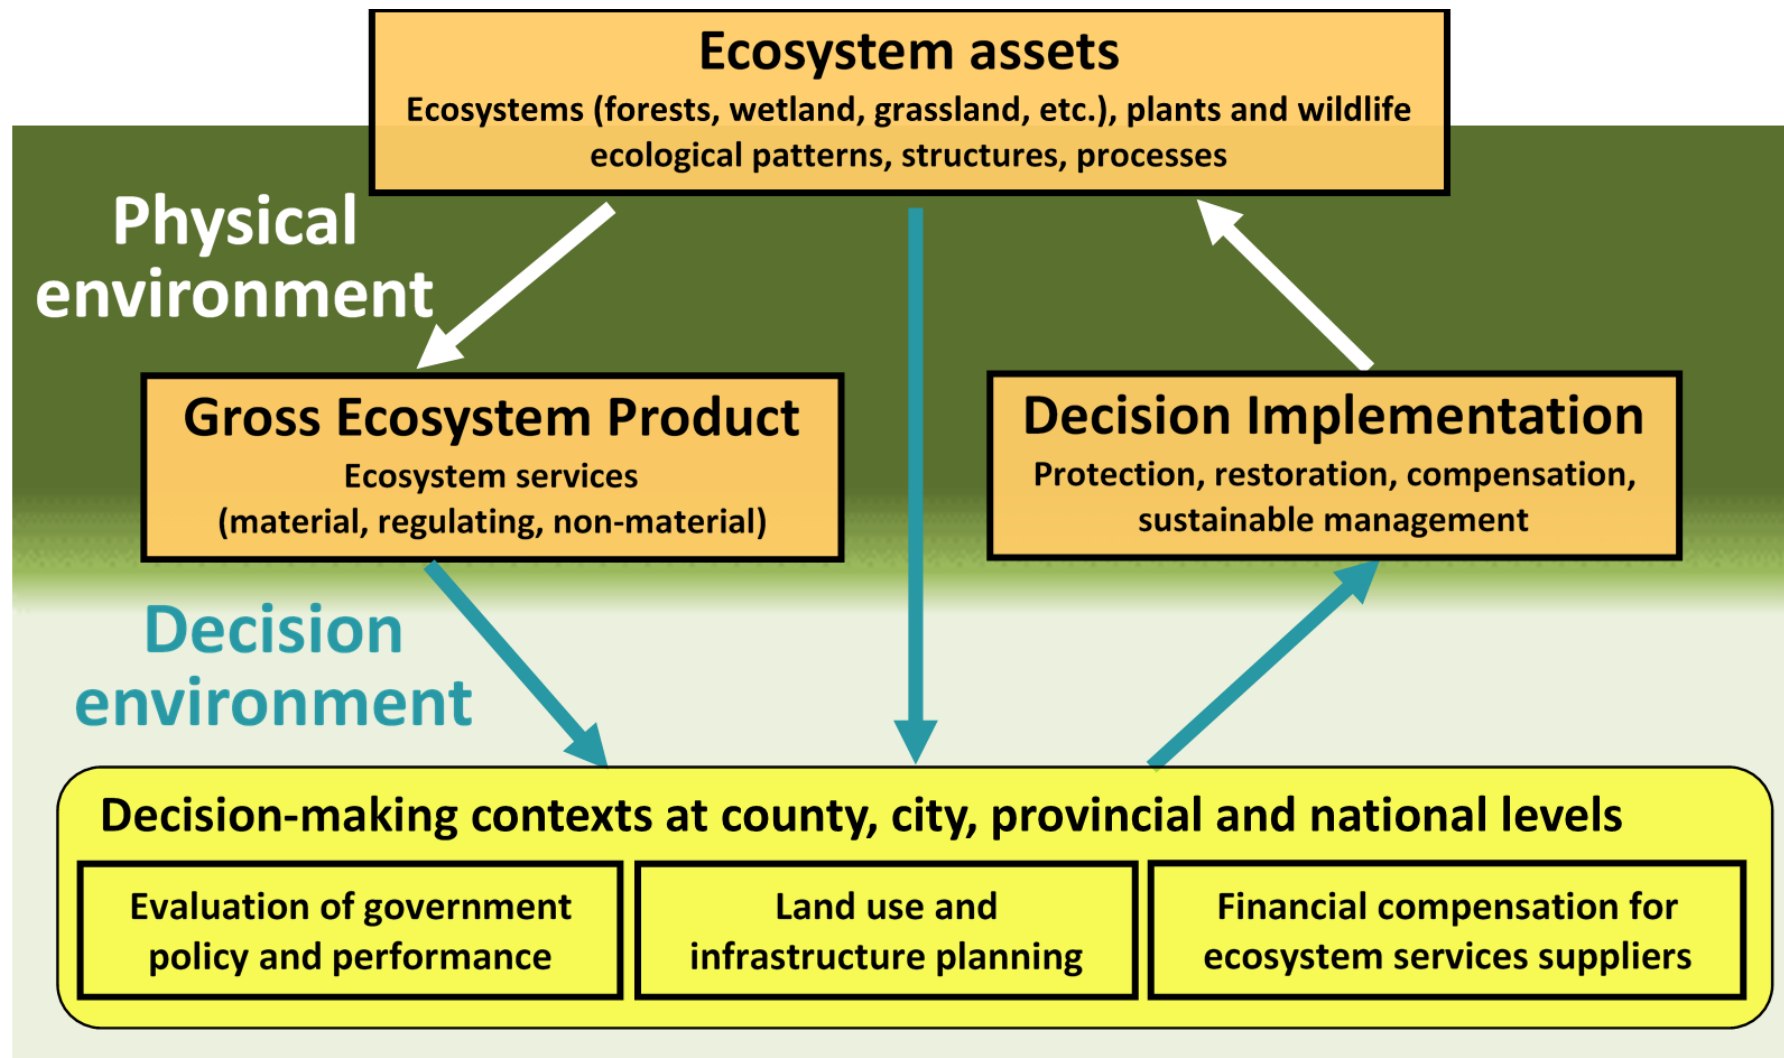 Ecosystem assets
Ecosystems (forests, wetland, grassland, etc.), plants and wildlife
ecological patterns, structures, processes
Physical
environment
Gross Ecosystem Product
Ecosystem services
(material, regulating, non-material)
Decision Implementation
Protection, restoration, compensation,
sustainable management
Decision
environment
Decision-making contexts at county, city, provincial and national levels
Evaluation of government
policy and performance
Land use and
infrastructure planning
Financial compensation for
ecosystem services suppliers